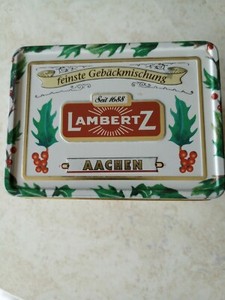 feinste Gebäckmischung
Seit 1688
LAMBERTZ
AACHEN